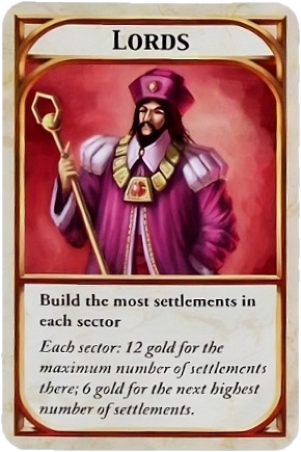 LORDS
Build the most settlements in
each sector
Each sector: 12 gold for the
maximum number of settlements
there; 6 gold for the next highest
number of settlements.